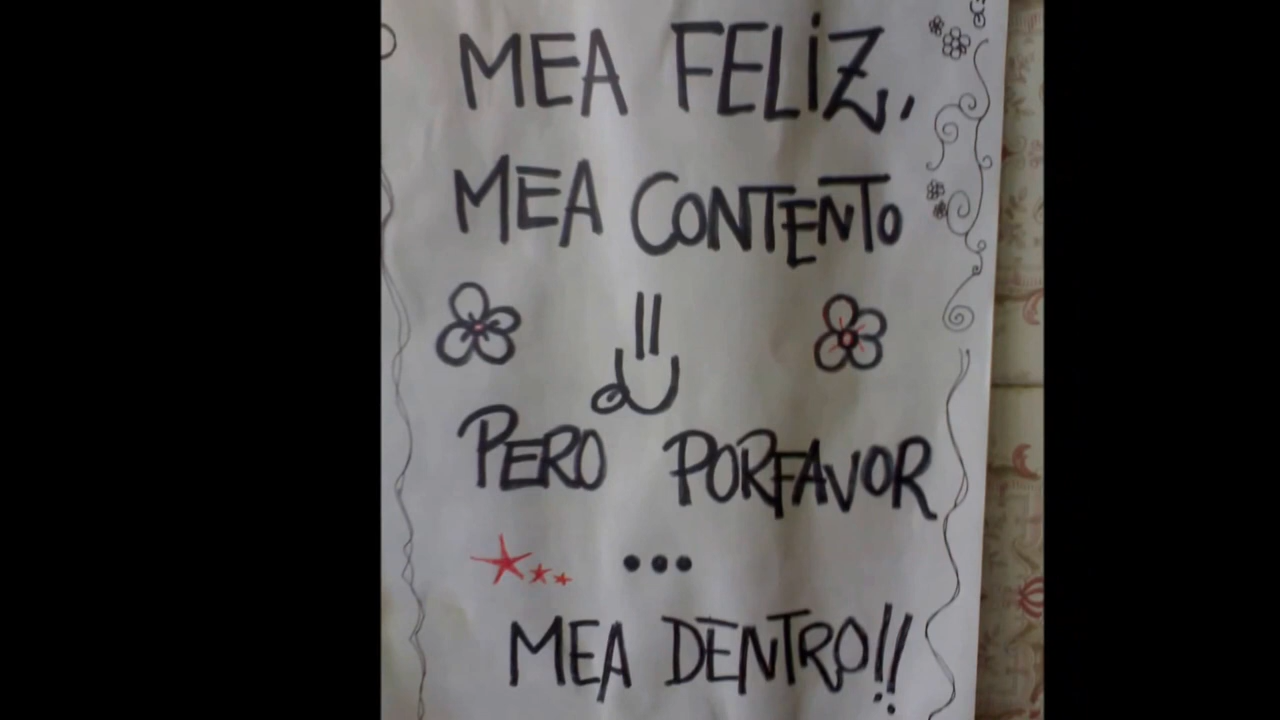 MEA FELIZ,
MEA CONTENTO
PERO PORFAVOR
...
MEA DENTRO!!